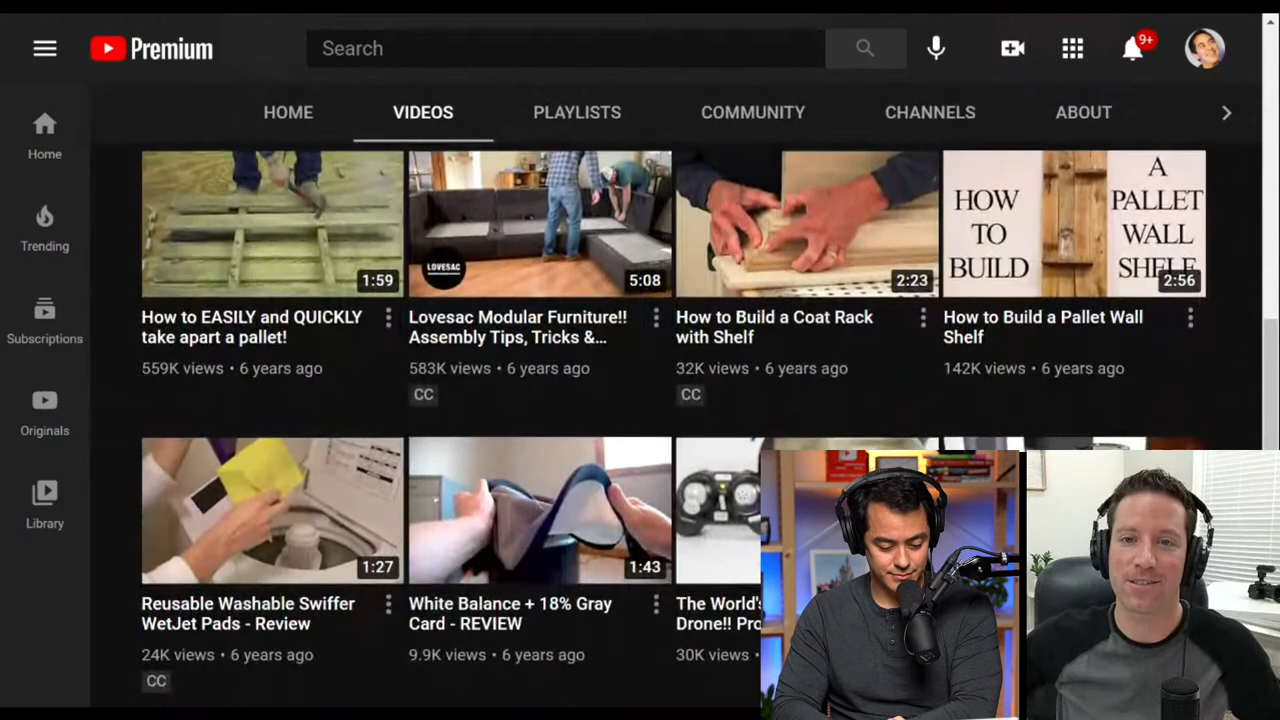 Premium
Search
9+
HOME VIDEOS PLAYLISTS COMMUNITY CHANNELS ABOUT
Home
Trending
Subscriptions
Originals
Library
1:59
LOVESAC
5:08
2:23
HOW
TO
BUILD
A
PALLET
WALL
SHELF
2:56
How to EASILY and QUICKLY
take apart a pallet!
559K views • 6 years ago
Lovesac Modular Furniture!!
Assembly Tips, Tricks &...
583K views • 6 years ago
CC
How to Build a Coat Rack
with Shelf
32K views • 6 years ago
CC
How to Build a Pallet Wall
Shelf
142K views • 6 years ago
1:27
1:43
Reusable Washable Swiffer
WetJet Pads - Review
24K views • 6 years ago
CC
White Balance + 18% Gray
Card - REVIEW
9.9K views • 6 years ago
The World's
Drone!! Pro
30K views •